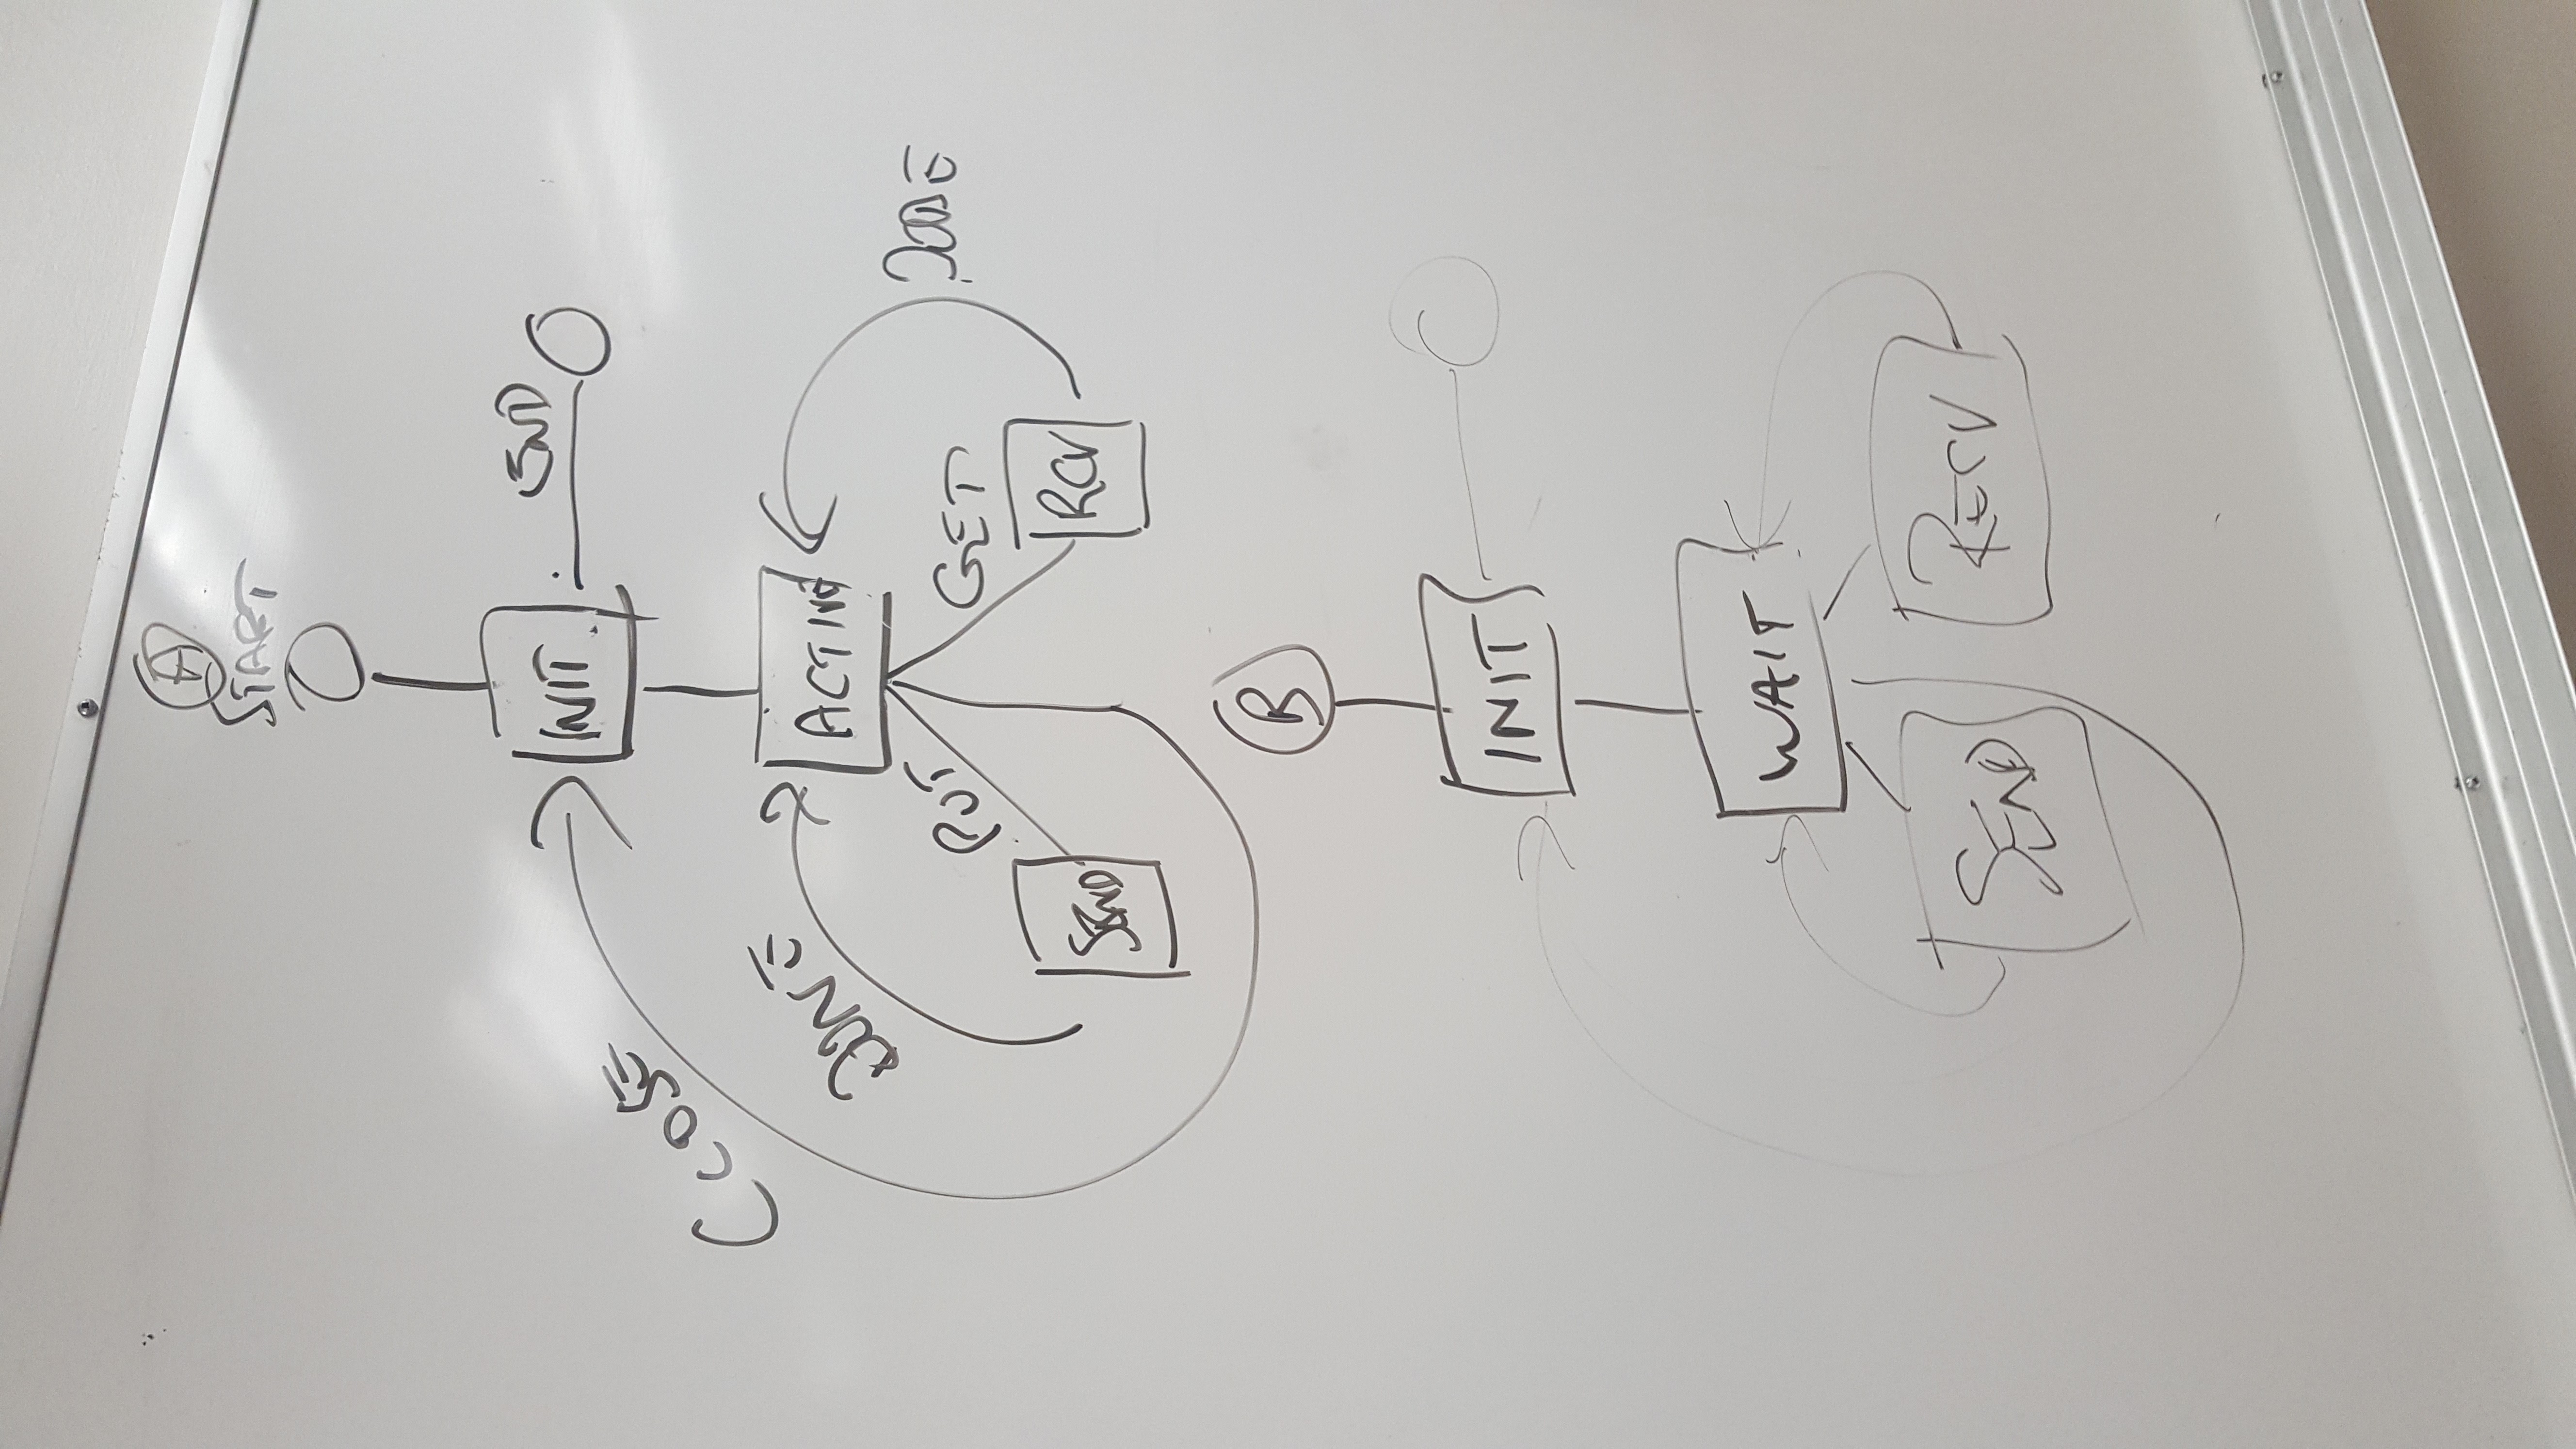 A
START
INIT
END
CLOSE
ACTIVE
DONE
PUT
GET
DONE
SEND
RCV
B
INIT
WAIT
SEND
RECV